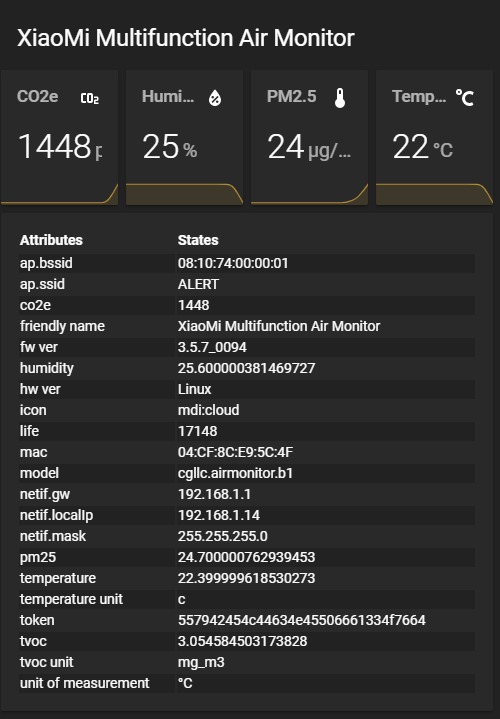 XiaoMi Multifunction Air Monitor
CO2e CO₂ Humi... % PM2.5 Temp... °C
1448 p 25 % 24 µg/... 22 °C
Attributes States
ap.bssid 08:10:74:00:00:01
ap.ssid ALERT
co2e 1448
friendly name XiaoMi Multifunction Air Monitor
fw ver 3.5.7_0094
humidity 25.600000381469727
hw ver Linux
icon mdi:cloud
life 17148
mac 04:CF:8C:E9:5C:4F
model cgllc.airmonitor.b1
netif.gw 192.168.1.1
netif.localIp 192.168.1.14
netif.mask 255.255.255.0
pm25 24.700000762939453
temperature 22.399999618530273
temperature unit c
token 557942454c44634e45506661334f7664
tvoc 3.054584503173828
tvoc unit mg_m3
unit of measurement °C